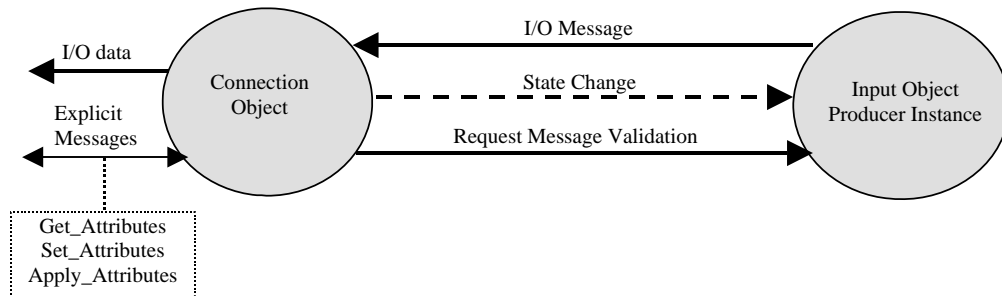 I/O Message
I/O data
Connection
Object
State Change
Input Object
Producer Instance
Explicit
Messages
Request Message Validation
Get_Attributes
Set_Attributes
Apply_Attributes